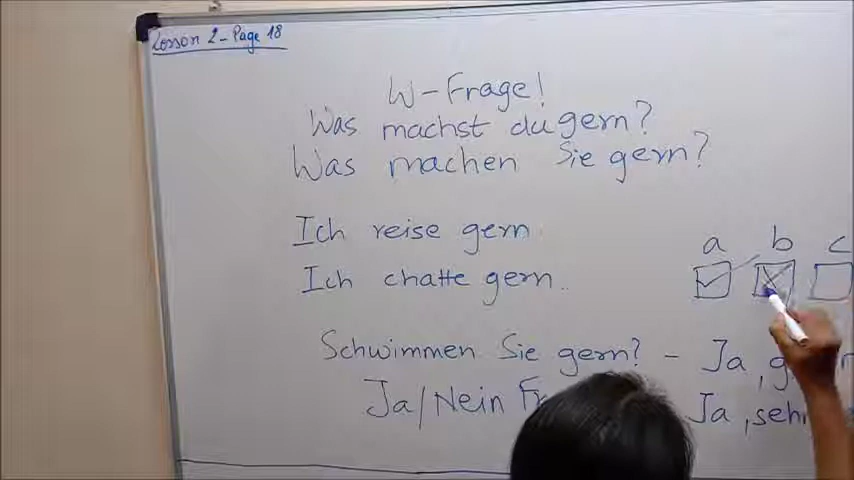 Lesson 2 - Page 18
W-Frage!
Was machst du gern?
Was machen Sie gern?
Ich reise gern
Ich chatte gern..
a b c
Schwimmen Sie gern? - Ja,
Ja/Nein Ja, sehr